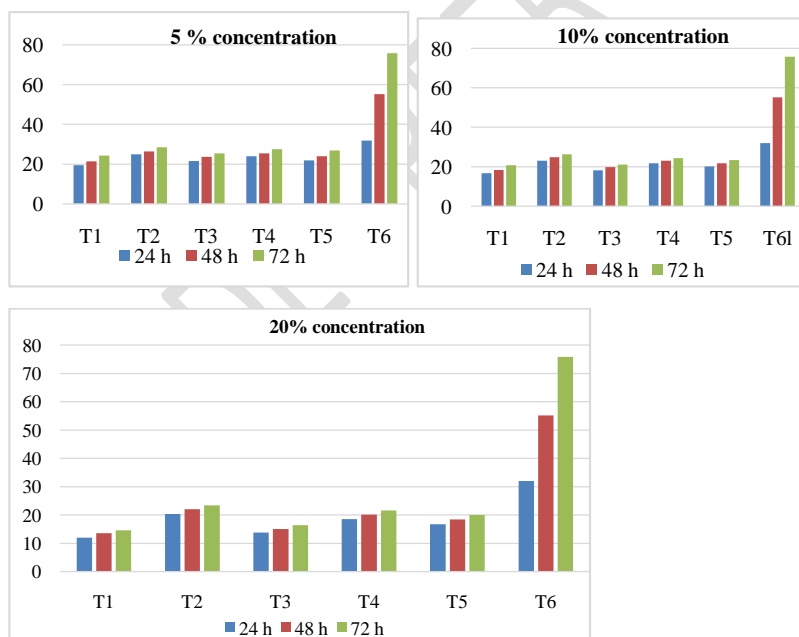 5 % concentration
80
60
40
20
0
T1 T2 T3 T4 T5 T6
24 h 48 h 72 h
10% concentration
80
60
40
20
0
T1 T2 T3 T4 T5 T6l
24 h 48 h 72 h
20% concentration
80
70
60
50
40
30
20
10
0
T1 T2 T3 T4 T5 T6
24 h 48 h 72 h